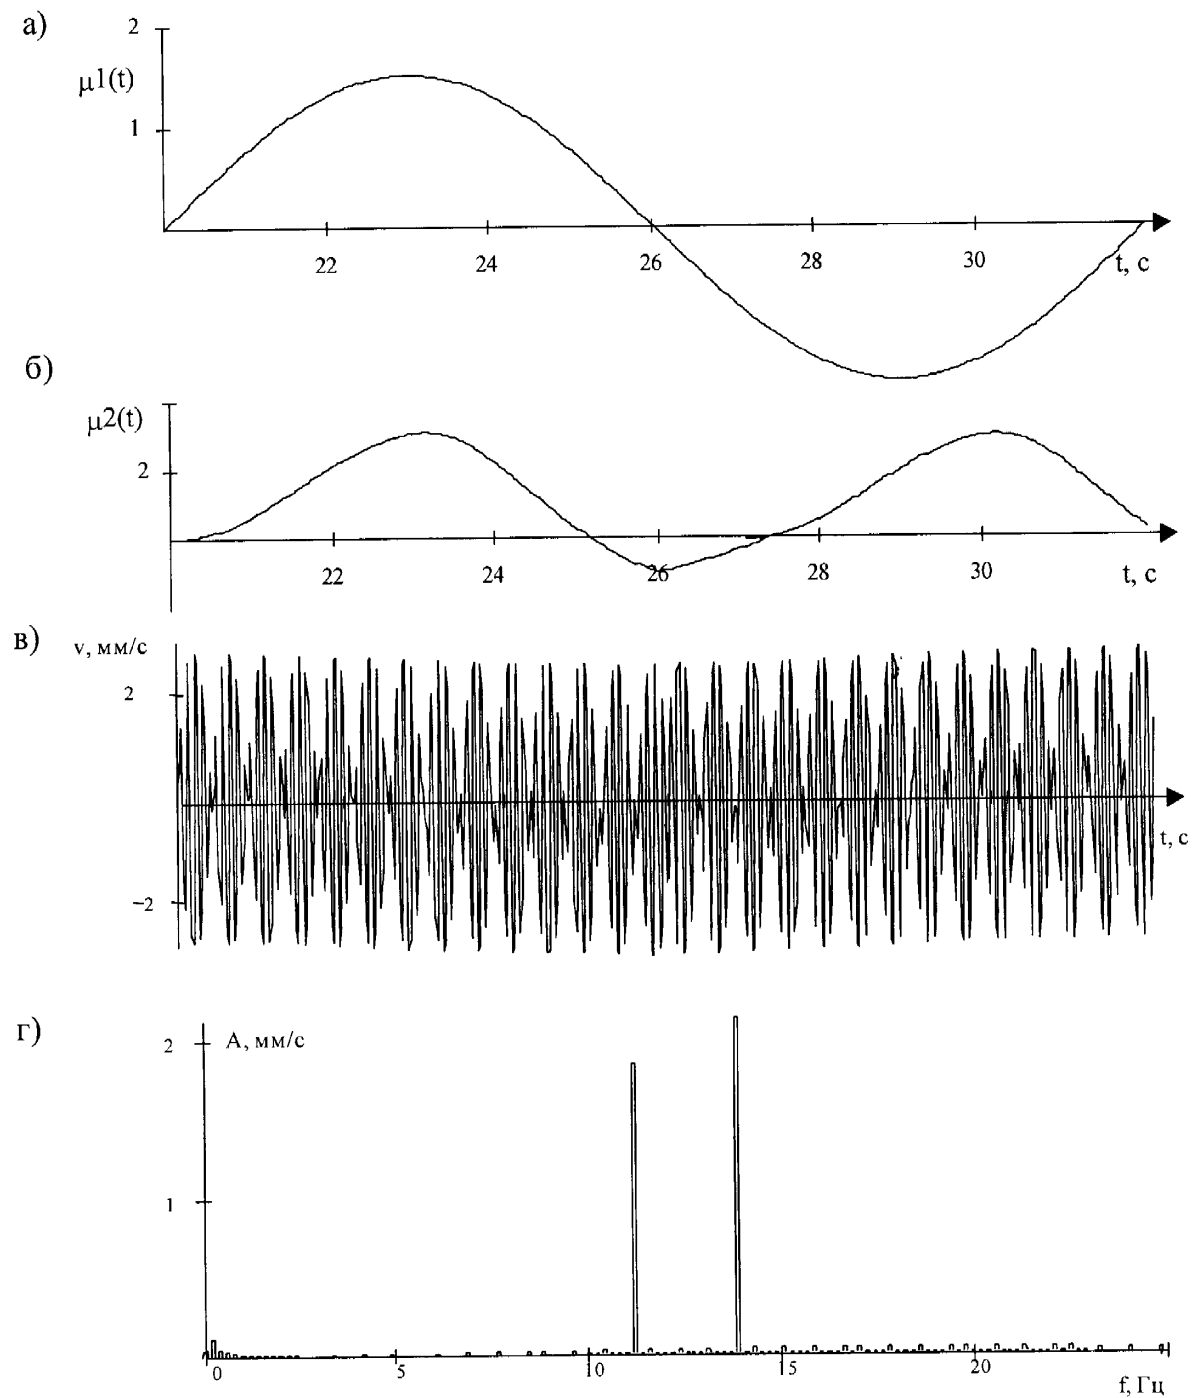 а)
2
μ1(t)
1
22 24 26 28 30 t, с
б)
μ2(t)
2
22 24 26 28 30 t, с
в)
v, мм/с
2
t, с
−2
г)
2 А, мм/с
1
0 5 10 15 20
f, Гц